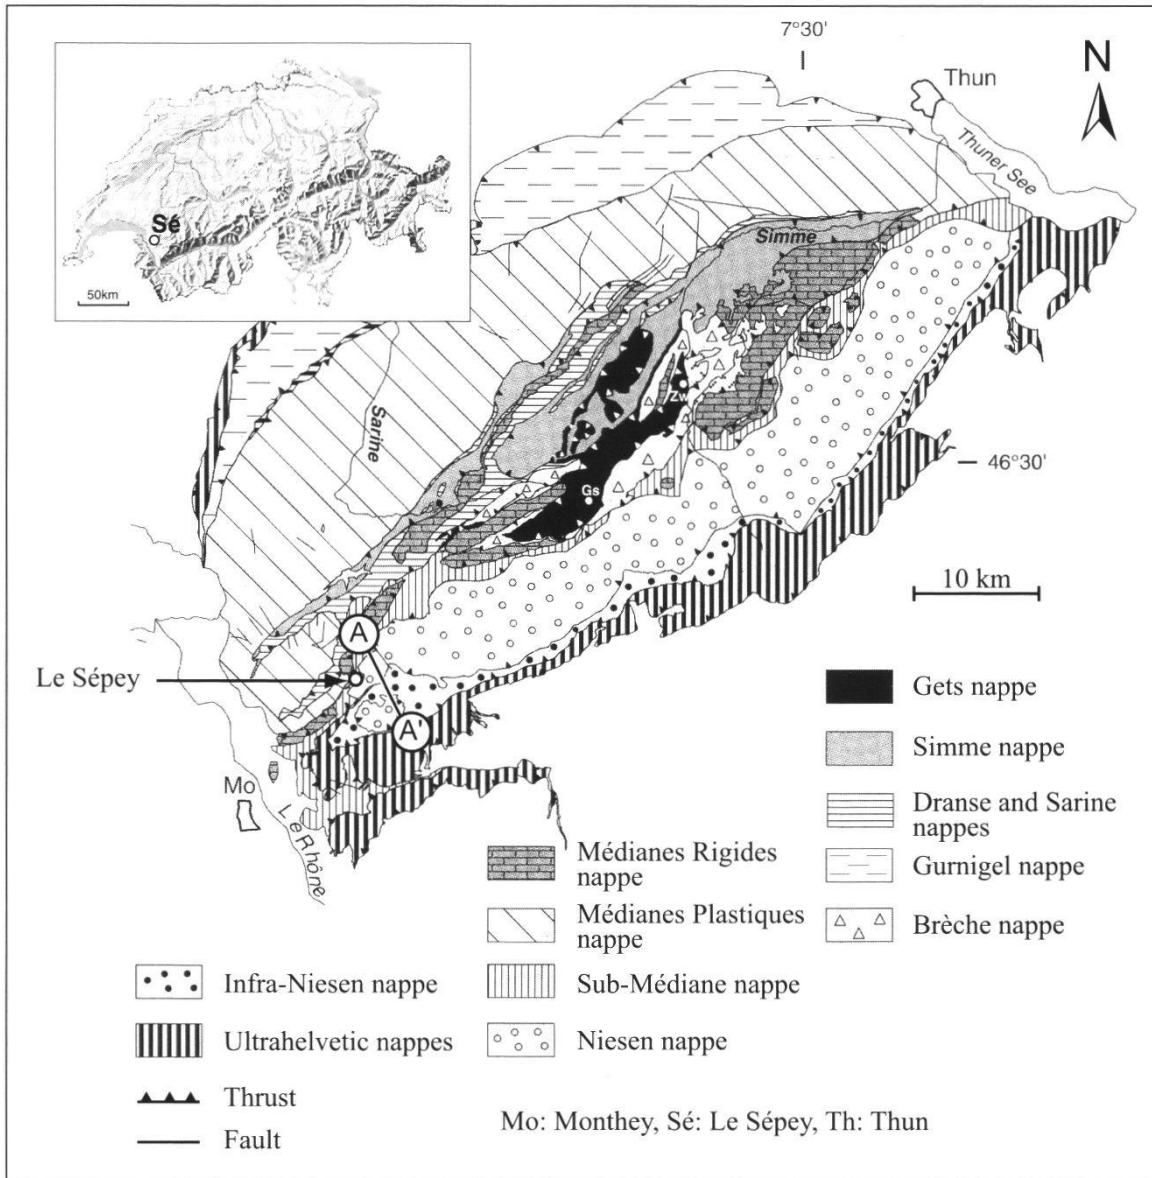 7°30'
N
Thun
Thuner See
Sé
50km
Simme
Sarine
Zw
46°30'
Gs
10 km
A
Le Sépey
A'
Mo
Le Rhône
Gets nappe
Simme nappe
Dranse and Sarine
nappes
Gurnigel nappe
Brèche nappe
Médianes Rigides
nappe
Médianes Plastiques
nappe
Sub-Médiane nappe
Niesen nappe
Infra-Niesen nappe
Ultrahelvetic nappes
Thrust
Fault
Mo: Monthey, Sé: Le Sépey, Th: Thun